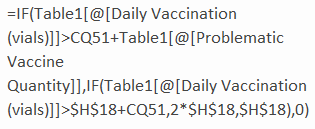 =IF(Table1[@[Daily Vaccination
(vials)]]>CQ51+Table1[@[Problematic
Vaccine
Quantity]],IF(Table1[@[Daily Vaccination
(vials)]]>$H$18+CQ51,2*$H$18,$H$18),0)